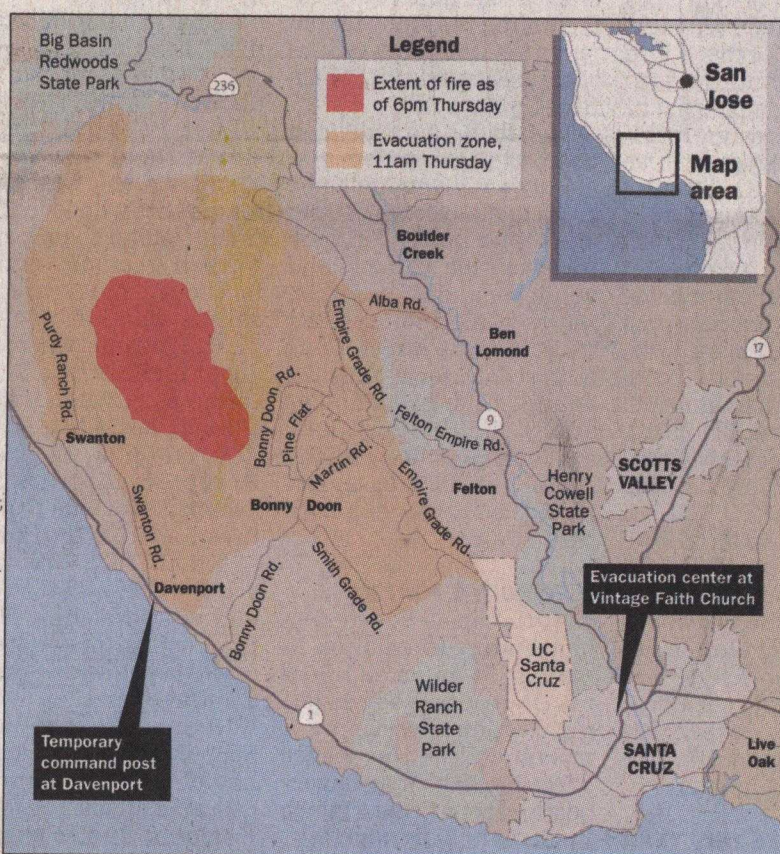 Big Basin
Redwoods
State Park
236
Legend
Extent of fire as
of 6pm Thursday
Evacuation zone,
11am Thursday
San
Jose
Map
area
Boulder
Creek
Alba Rd.
Empire Grade Rd.
Ben
Lomond
17
Purdy Ranch Rd.
Bonny Doon Rd.
Pine Flat
9
Felton Empire Rd.
Swanton
Martin Rd.
Empire Grade Rd.
Felton
Henry
Cowell
State
Park
SCOTTS
VALLEY
Swanton Rd.
Bonny Doon
Smith Grade Rd.
Davenport
Bonny Doon Rd.
Evacuation center at
Vintage Faith Church
UC
Santa
Cruz
Wilder
Ranch
State
Park
1
Temporary
command post
at Davenport
SANTA
CRUZ
Live
Oak